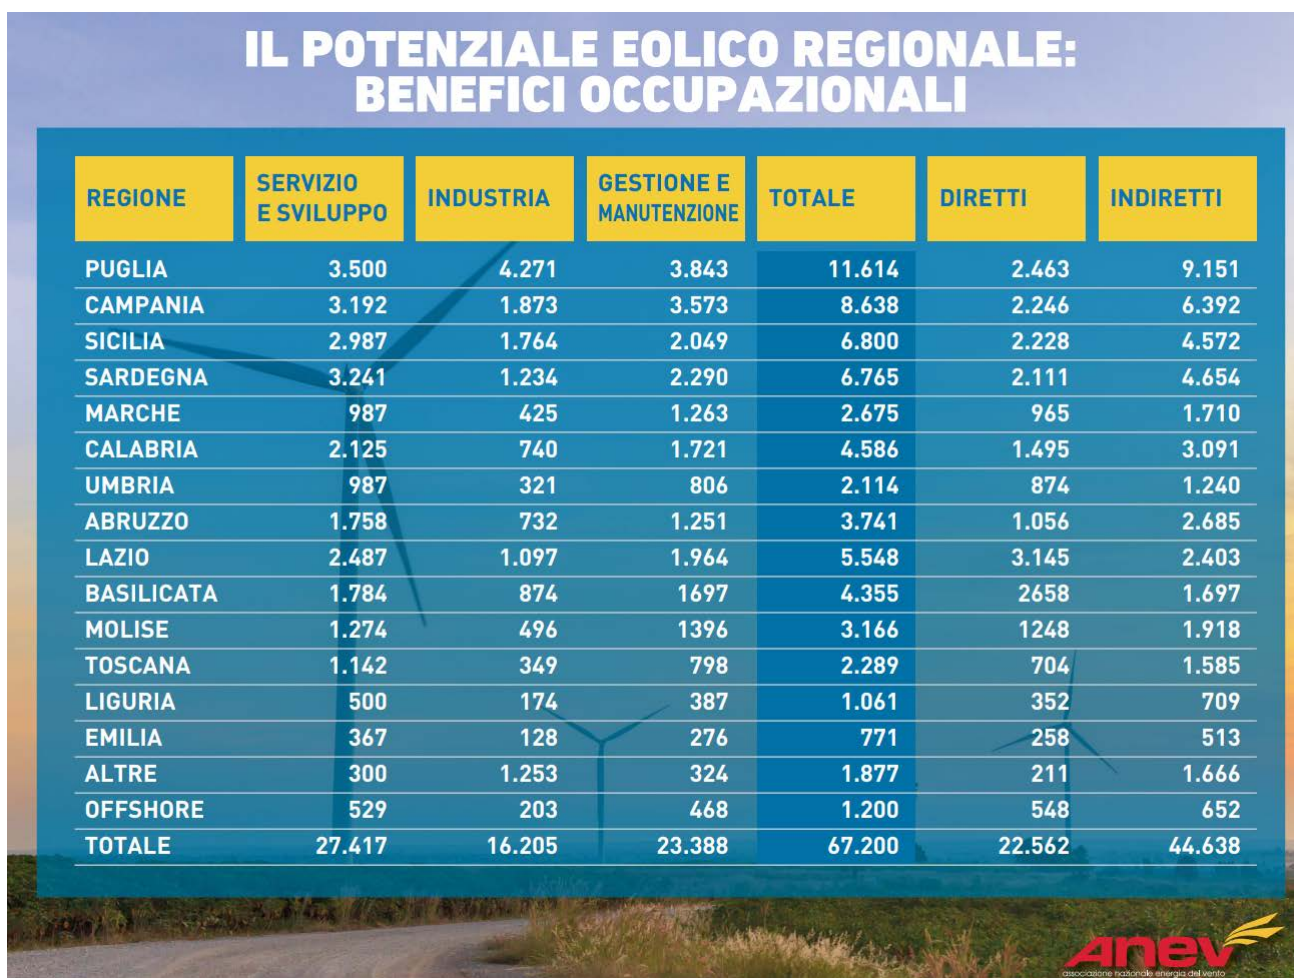 IL POTENZIALE EOLICO REGIONALE:
BENEFICI OCCUPAZIONALI
REGIONE SERVIZIO E SVILUPPO INDUSTRIA GESTIONE E MANUTENZIONE TOTALE DIRETTI INDIRETTI
PUGLIA 3.500 4.271 3.843 11.614 2.463 9.151
CAMPANIA 3.192 1.873 3.573 8.638 2.246 6.392
SICILIA 2.987 1.764 2.049 6.800 2.228 4.572
SARDEGNA 3.241 1.234 2.290 6.765 2.111 4.654
MARCHE 987 425 1.263 2.675 965 1.710
CALABRIA 2.125 740 1.721 4.586 1.495 3.091
UMBRIA 987 321 806 2.114 874 1.240
ABRUZZO 1.758 732 1.251 3.741 1.056 2.685
LAZIO 2.487 1.097 1.964 5.548 3.145 2.403
BASILICATA 1.784 874 1697 4.355 2658 1.697
MOLISE 1.274 496 1396 3.166 1248 1.918
TOSCANA 1.142 349 798 2.289 704 1.585
LIGURIA 500 174 387 1.061 352 709
EMILIA 367 128 276 771 258 513
ALTRE 300 1.253 324 1.877 211 1.666
OFFSHORE 529 203 468 1.200 548 652
TOTALE 27.417 16.205 23.388 67.200 22.562 44.638
Anev
associazione nazionale energia del vento